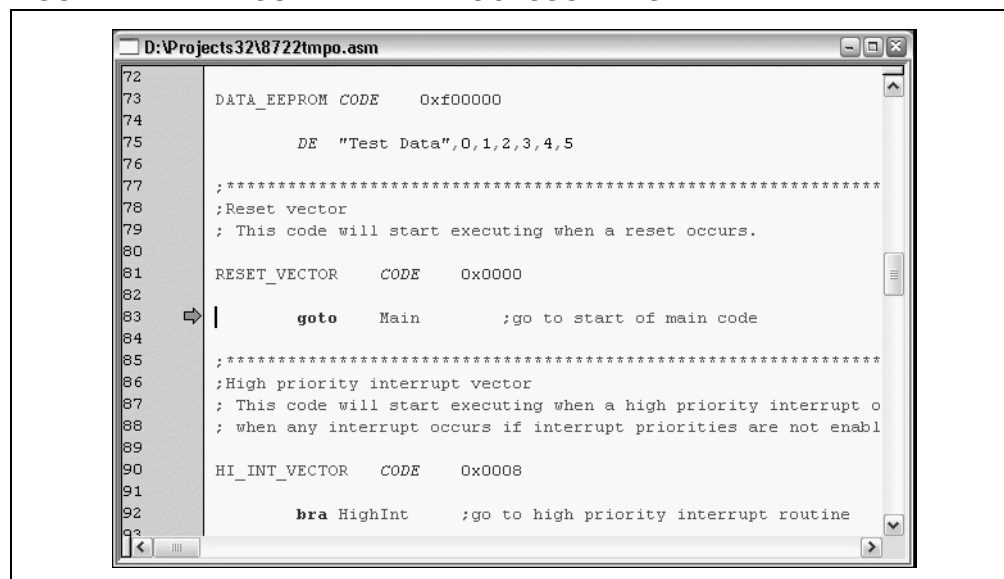 D:\Projects32\8722tmpo.asm
72
73 DATA_EEPROM CODE 0xf00000
74
75 DE "Test Data",0,1,2,3,4,5
76
77 ;****************************************************************
78 ;Reset vector
79 ; This code will start executing when a reset occurs.
80
81 RESET_VECTOR CODE 0x0000
82
83 goto Main ;go to start of main code
84
85 ;****************************************************************
86 ;High priority interrupt vector
87 ; This code will start executing when a high priority interrupt o
88 ; when any interrupt occurs if interrupt priorities are not enabl
89
90 HI_INT_VECTOR CODE 0x0008
91
92 bra HighInt ;go to high priority interrupt routine
93